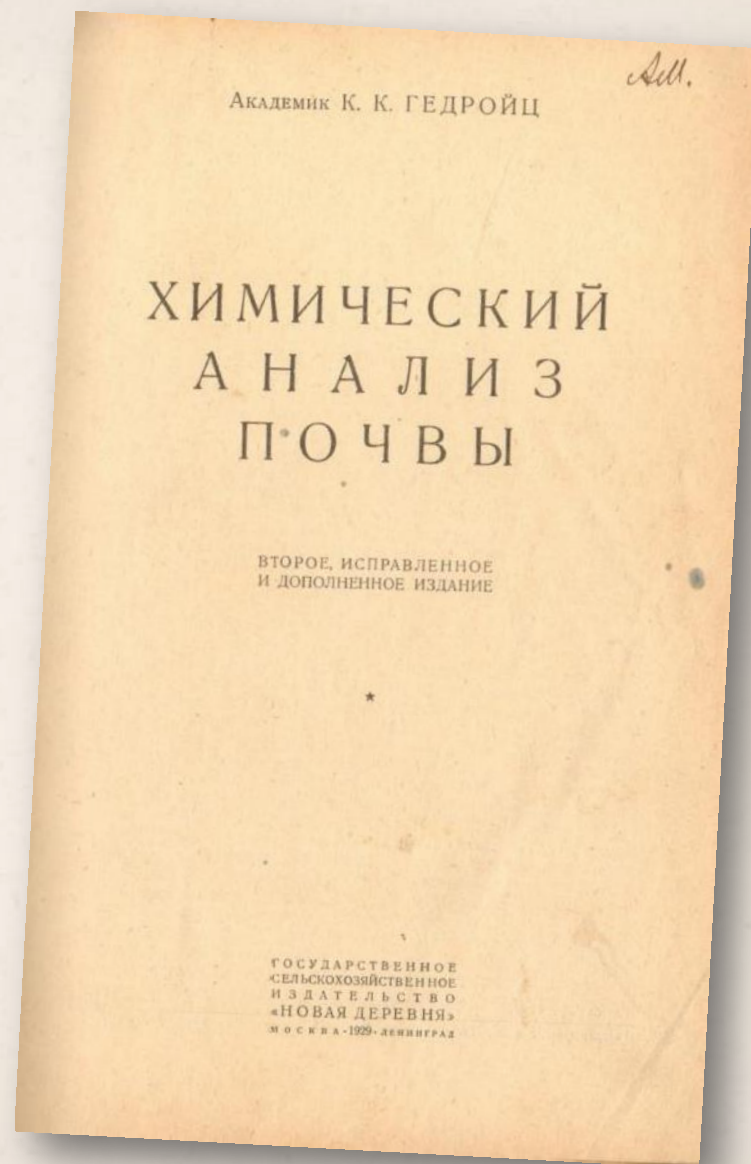 Академик К. К. ГЕДРОЙЦ
ХИМИЧЕСКИЙ
АНАЛИЗ
ПОЧВЫ
ВТОРОЕ, ИСПРАВЛЕННОЕ
И ДОПОЛНЕННОЕ ИЗДАНИЕ
ГОСУДАРСТВЕННОЕ
СЕЛЬСКОХОЗЯЙСТВЕННОЕ
ИЗДАТЕЛЬСТВО
«НОВАЯ ДЕРЕВНЯ»
МОСКВА-1929-ЛЕНИНГРАД